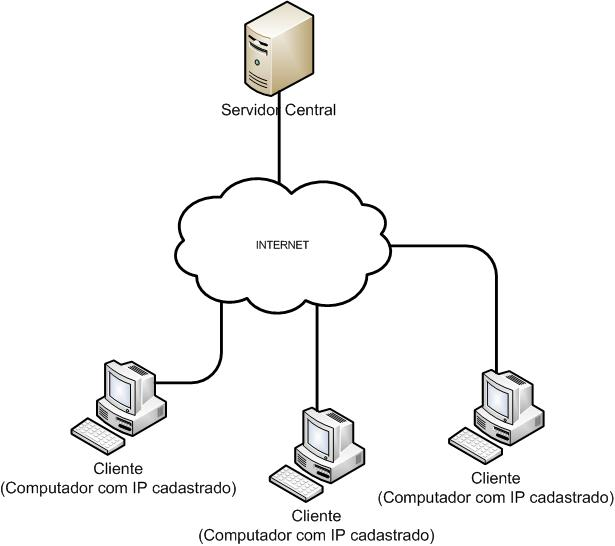 Servidor Central
INTERNET
Cliente
(Computador com IP cadastrado)
Cliente
(Computador com IP cadastrado)
Cliente
(Computador com IP cadastrado)